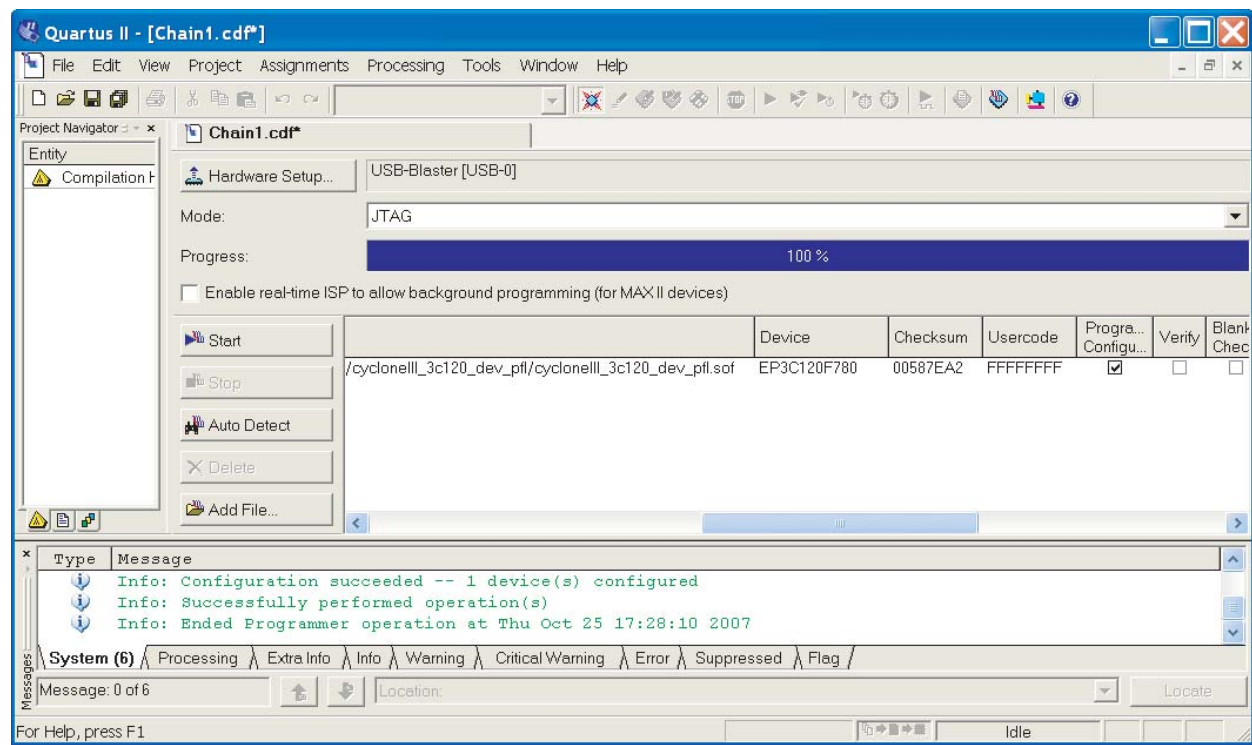 Quartus II - [Chain1.cdf*]
File Edit View Project Assignments Processing Tools Window Help
Project Navigator
Chain1.cdf*
Entity
Compilation H
Hardware Setup...
USB-Blaster [USB-0]
Mode:
JTAG
Progress:
100 %
Enable real-time ISP to allow background programming (for MAX II devices)
Start
Stop
Auto Detect
Delete
Add File...
Device Checksum Usercode Progra... Configu... Verify Blank Chec
/cycloneIII_3c120_dev_pfl/cycloneIII_3c120_dev_pfl.sof EP3C120F780 00587EA2 FFFFFFFF
Type Message
Info: Configuration succeeded -- 1 device(s) configured
Info: Successfully performed operation(s)
Info: Ended Programmer operation at Thu Oct 25 17:28:10 2007
System (6) Processing Extra Info Info Warning Critical Warning Error Suppressed Flag
Messages
Message: 0 of 6
Location:
Locate
For Help, press F1
Idle